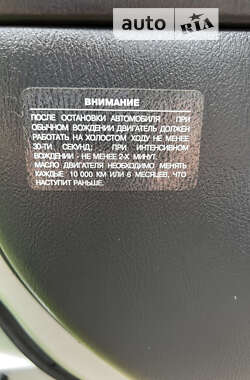 auto RIA
ВНИМАНИЕ
ПОСЛЕ ОСТАНОВКИ АВТОМОБИЛЯ ПРИ
ОБЫЧНОМ ВОЖДЕНИИ ДВИГАТЕЛЬ ДОЛЖЕН
РАБОТАТЬ НА ХОЛОСТОМ ХОДУ НЕ МЕНЕЕ
30-ТИ СЕКУНД; ПРИ ИНТЕНСИВНОМ
ВОЖДЕНИИ - НЕ МЕНЕЕ 2-Х МИНУТ.
МАСЛО ДВИГАТЕЛЯ НЕОБХОДИМО МЕНЯТЬ
КАЖДЫЕ 10 000 КМ ИЛИ 6 МЕСЯЦЕВ, ЧТО
НАСТУПИТ РАНЬШЕ.